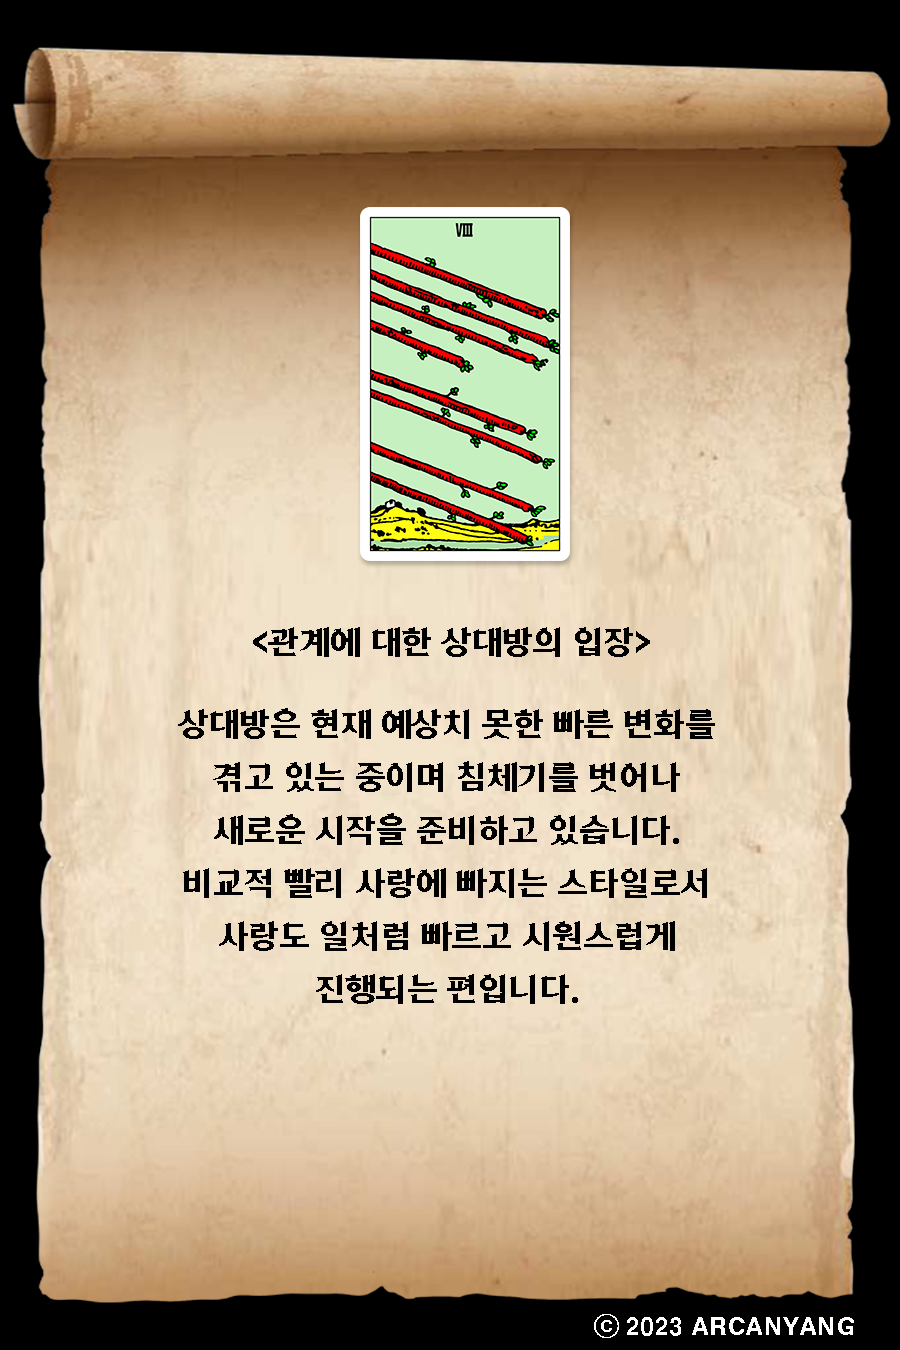 VIII
<관계에 대한 상대방의 입장>
상대방은 현재 예상치 못한 빠른 변화를
겪고 있는 중이며 침체기를 벗어나
새로운 시작을 준비하고 있습니다.
비교적 빨리 사랑에 빠지는 스타일로서
사랑도 일처럼 빠르고 시원스럽게
진행되는 편입니다.
© 2023 ARCANYANG